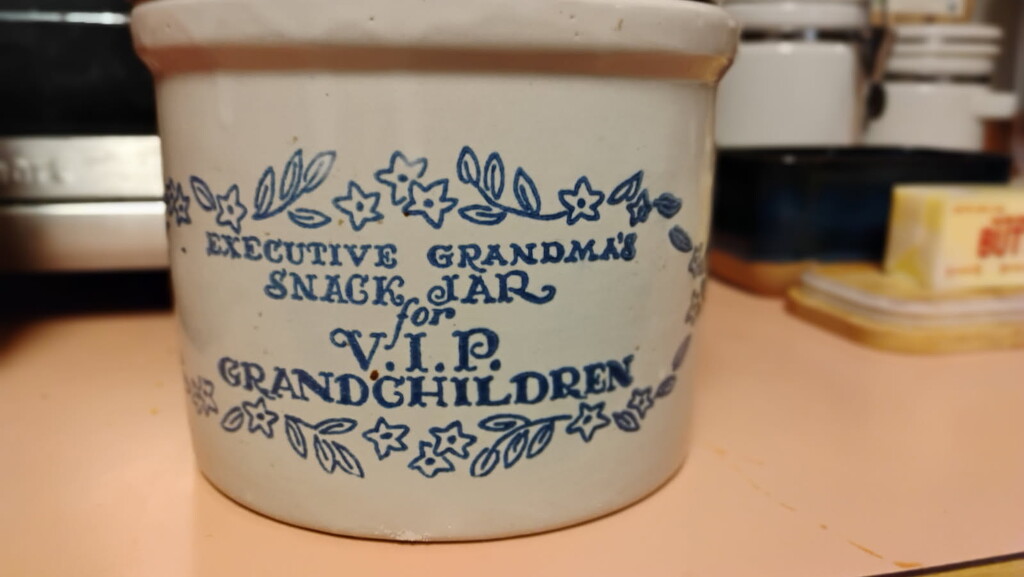 EXECUTIVE GRANDMA'S
SNACK JAR
for
V.I.P.
GRANDCHILDREN